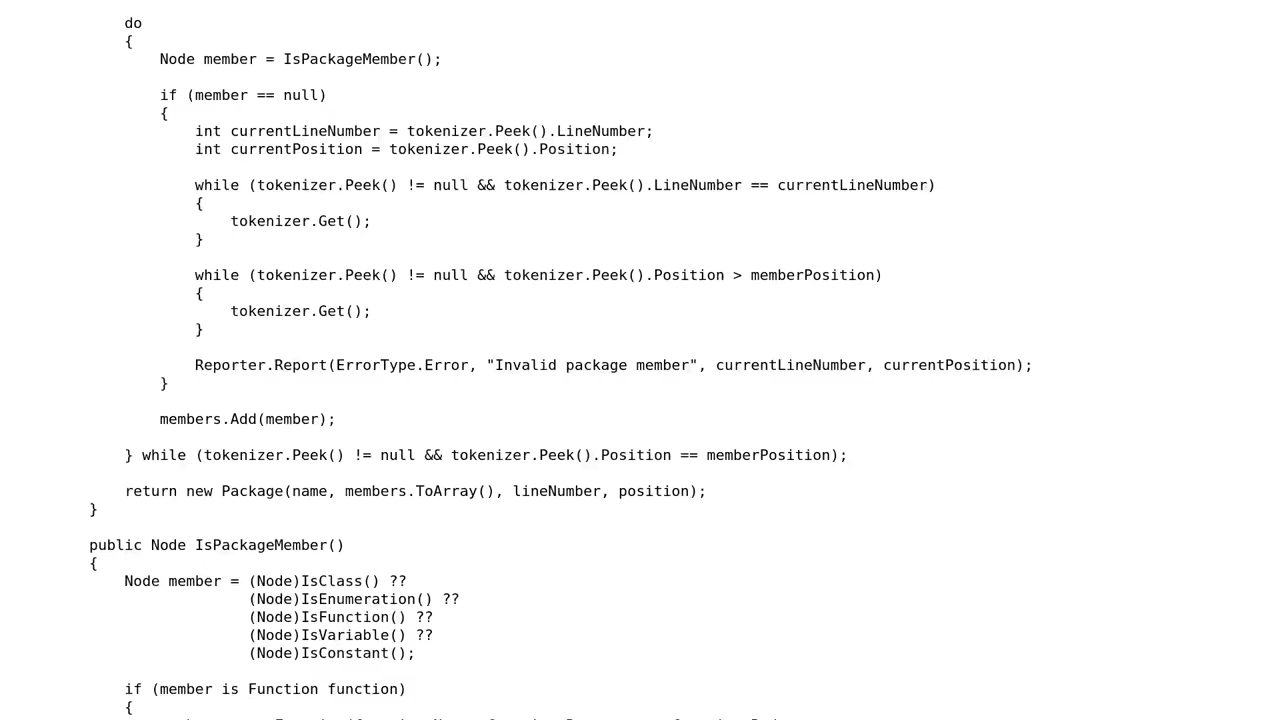 do
{
Node member = IsPackageMember();
if (member == null)
{
int currentLineNumber = tokenizer.Peek().LineNumber;
int currentPosition = tokenizer.Peek().Position;
while (tokenizer.Peek() != null && tokenizer.Peek().LineNumber == currentLineNumber)
{
tokenizer.Get();
}
while (tokenizer.Peek() != null && tokenizer.Peek().Position > memberPosition)
{
tokenizer.Get();
}
Reporter.Report(ErrorType.Error, "Invalid package member", currentLineNumber, currentPosition);
}
members.Add(member);
} while (tokenizer.Peek() != null && tokenizer.Peek().Position == memberPosition);
return new Package(name, members.ToArray(), lineNumber, position);
}
public Node IsPackageMember()
{
Node member = (Node)IsClass() ??
(Node)IsEnumeration() ??
(Node)IsFunction() ??
(Node)IsVariable() ??
(Node)IsConstant();
if (member is Function function)
{